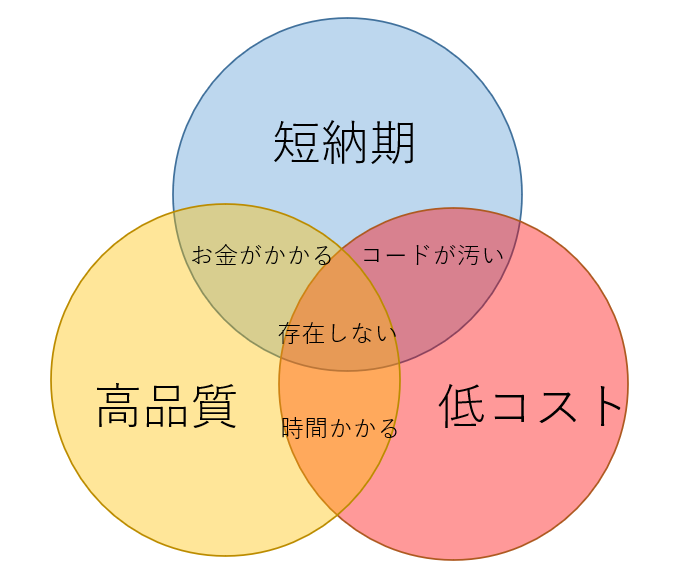 短納期
お金がかかる
コードが汚い
存在しない
高品質
低コスト
時間かかる